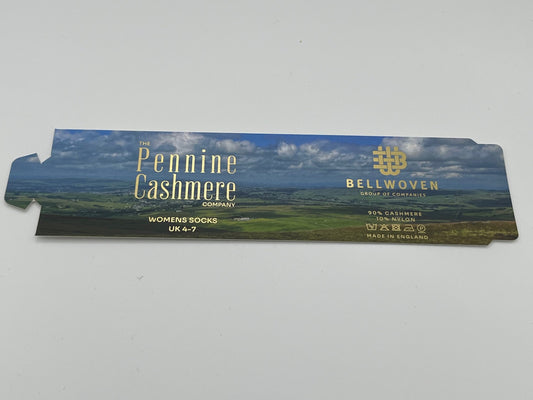 THE
Pennine
Cashmere
COMPANY
WOMENS SOCKS
UK 4-7
BELLWOVEN
GROUP OF COMPANIES
90% CASHMERE
10% NYLON
MADE IN ENGLAND